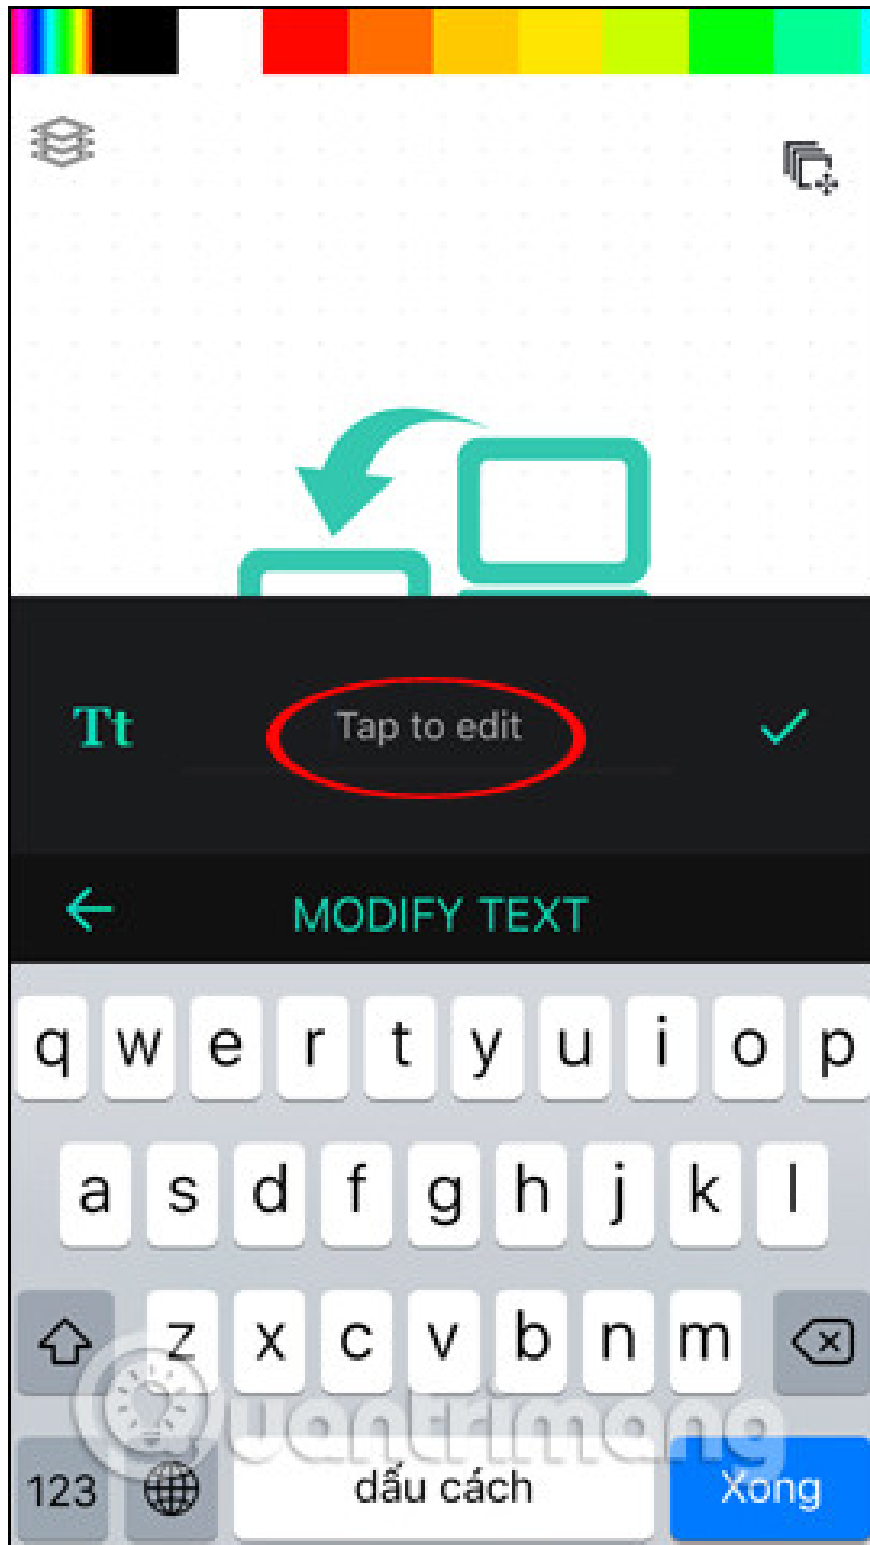 Tt Tap to edit
MODIFY TEXT
q w e r t y u i o p
a s d f g h j k l
z x c v b n m
Quantrimang
123 dấu cách Xong